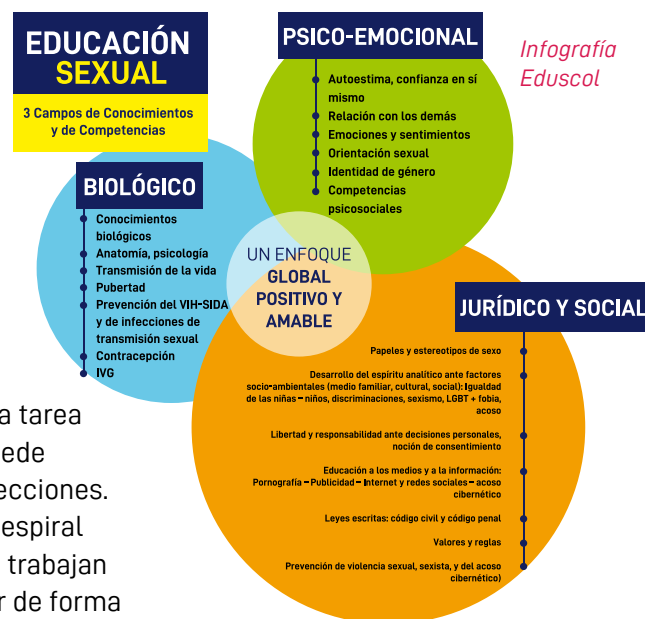 EDUCACIÓN
SEXUAL
3 Campos de Conocimientos
y de Competencias
PSICO-EMOCIONAL
Autoestima, confianza en sí
mismo
Relación con los demás
Emociones y sentimientos
Orientación sexual
Identidad de género
Competencias
psicosociales
Infografía
Eduscol
BIOLÓGICO
Conocimientos
biológicos
Anatomía, psicología
Transmisión de la vida
Pubertad
Prevención del VIH-SIDA
y de infecciones de
transmisión sexual
Contracepción
IVG
UN ENFOQUE
GLOBAL
POSITIVO Y
AMABLE
JURÍDICO Y SOCIAL
Papeles y estereotipos de sexo
Desarrollo del espíritu analítico ante factores
socio-ambientales (medio familiar, cultural, social): Igualdad
de las niñas – niños, discriminaciones, sexismo, LGBT + fobia,
acoso
Libertad y responsabilidad ante decisiones personales,
noción de consentimiento
Educación a los medios y a la información:
Pornografía – Publicidad – Internet y redes sociales – acoso
cibernético
Leyes escritas: código civil y código penal
Valores y reglas
Prevención de violencia sexual, sexista, y del acoso
cibernético)
a tarea
ede
ecciones.
espiral
trabajan
r de forma